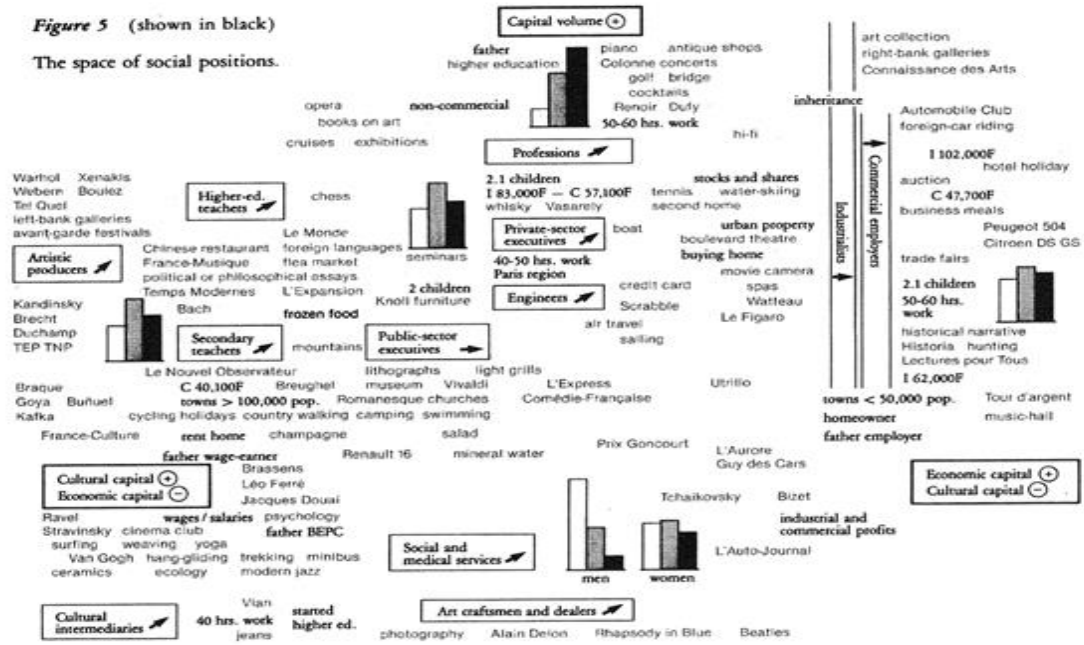 Figure 5 (shown in black)
The space of social positions.
Capital volume +
father
higher education
piano antique shops
Colonne concerts
golf bridge
cocktails
Renoir Dufy
50-60 hrs. work
opera
non-commercial
books on art
cruises exhibitions
hi-fi
Professions
art collection
right-bank galleries
Connaissance des Arts
inheritance
Automobile Club
foreign-car riding
I 102,000F
hotel holiday
auction
C 47,700F
business meals
Peugeot 504
Citroen DS GS
trade fairs
2.1 children
50-60 hrs.
work
historical narrative
Historia hunting
Lectures pour Tous
I 62,000F
Industrialists
Commercial employers
Warhol Xenakis
Webern Boulez
Tel Quel
left-bank galleries
avant-garde festivals
Higher-ed.
teachers
chess
2.1 children
I 83,000F – C 57,100F
whisky Vasarely
stocks and shares
tennis water-skiing
second home
Private-sector
executives
boat
urban property
boulevard theatre
buying home
movie camera
Artistic
producers
Chinese restaurant
France-Musique
political or philosophical essays
Temps Modernes
Le Monde
foreign languages
flea market
L'Expansion
seminars
2 children
Knoll furniture
40-50 hrs. work
Paris region
Engineers
credit card
spas
Scrabble
Watteau
Le Figaro
air travel
sailing
Kandinsky
Brecht
Duchamp
TEP TNP
Bach
frozen food
Secondary
teachers
mountains
Public-sector
executives
Le Nouvel Observateur
lithographs
light grills
Braque
C 40,100F
Breughel
museum
Vivaldi
L'Express
Utrillo
Goya Buñuel
towns > 100,000 pop.
Romanesque churches
Comédie-Française
Kafka
cycling holidays country walking camping swimming
towns < 50,000 pop.
Tour d'argent
homeowner
music-hall
father employer
France-Culture
rent home
champagne
salad
Prix Goncourt
father wage-earner
Renault 16
mineral water
L'Aurore
Guy des Cars
Cultural capital +
Economic capital −
Brassens
Léo Ferré
Jacques Douai
Economic capital +
Cultural capital −
Tchaikovsky
Bizet
industrial and
commercial profits
L'Auto-Journal
Ravel
wages/salaries
psychology
Stravinsky cinema club
father BEPC
surfing weaving yoga
Van Gogh hang-gliding trekking minibus
ceramics ecology modern jazz
Social and
medical services
men
women
Cultural
intermediaries
Vian
40 hrs. work
jeans
started
higher ed.
Art craftsmen and dealers
photography
Alain Delon
Rhapsody in Blue
Beatles